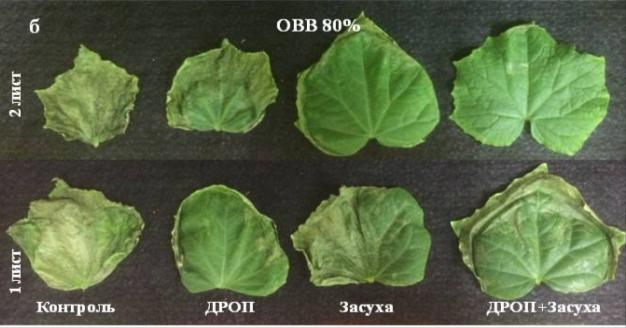 б
ОВВ 80%
2 лист
1 лист
Контроль
ДРОП
Засуха
ДРОП+Засуха